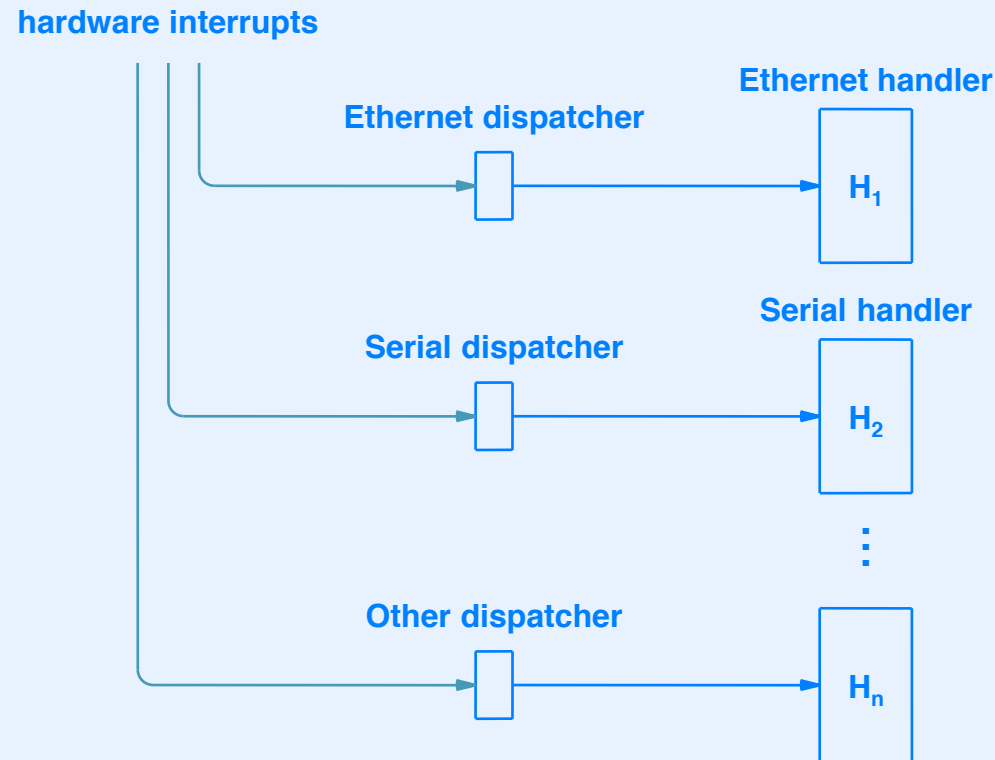 hardware interrupts
Ethernet handler
Ethernet dispatcher
H₁
Serial handler
Serial dispatcher
H₂
⋮
Other dispatcher
Hₙ